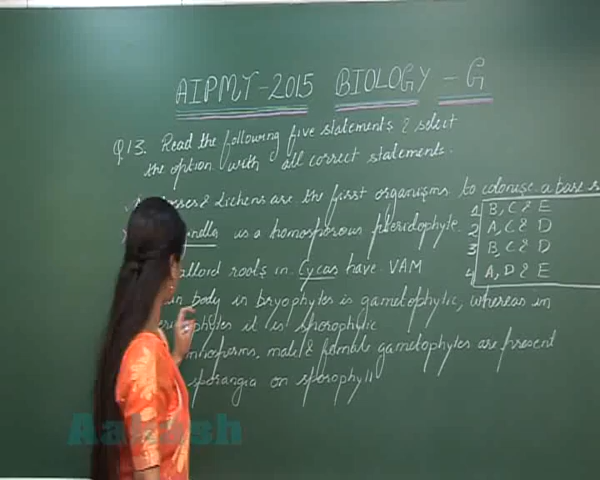 AIPMT-2015 BIOLOGY - G
Q13. Read the following five statements & select
the option with all correct statements.
& Lichens are the first organisms to colonise a bare
is a homosporous pteridophyte.
roots in Cycas have VAM
body in bryophytes is gametophytic, whereas in
it is sporophytic
male & female gametophytes are present
sporangia on sporophyll
1 B, C & E
2 A, C & D
3 B, C & D
4 A, D & E
Aakash